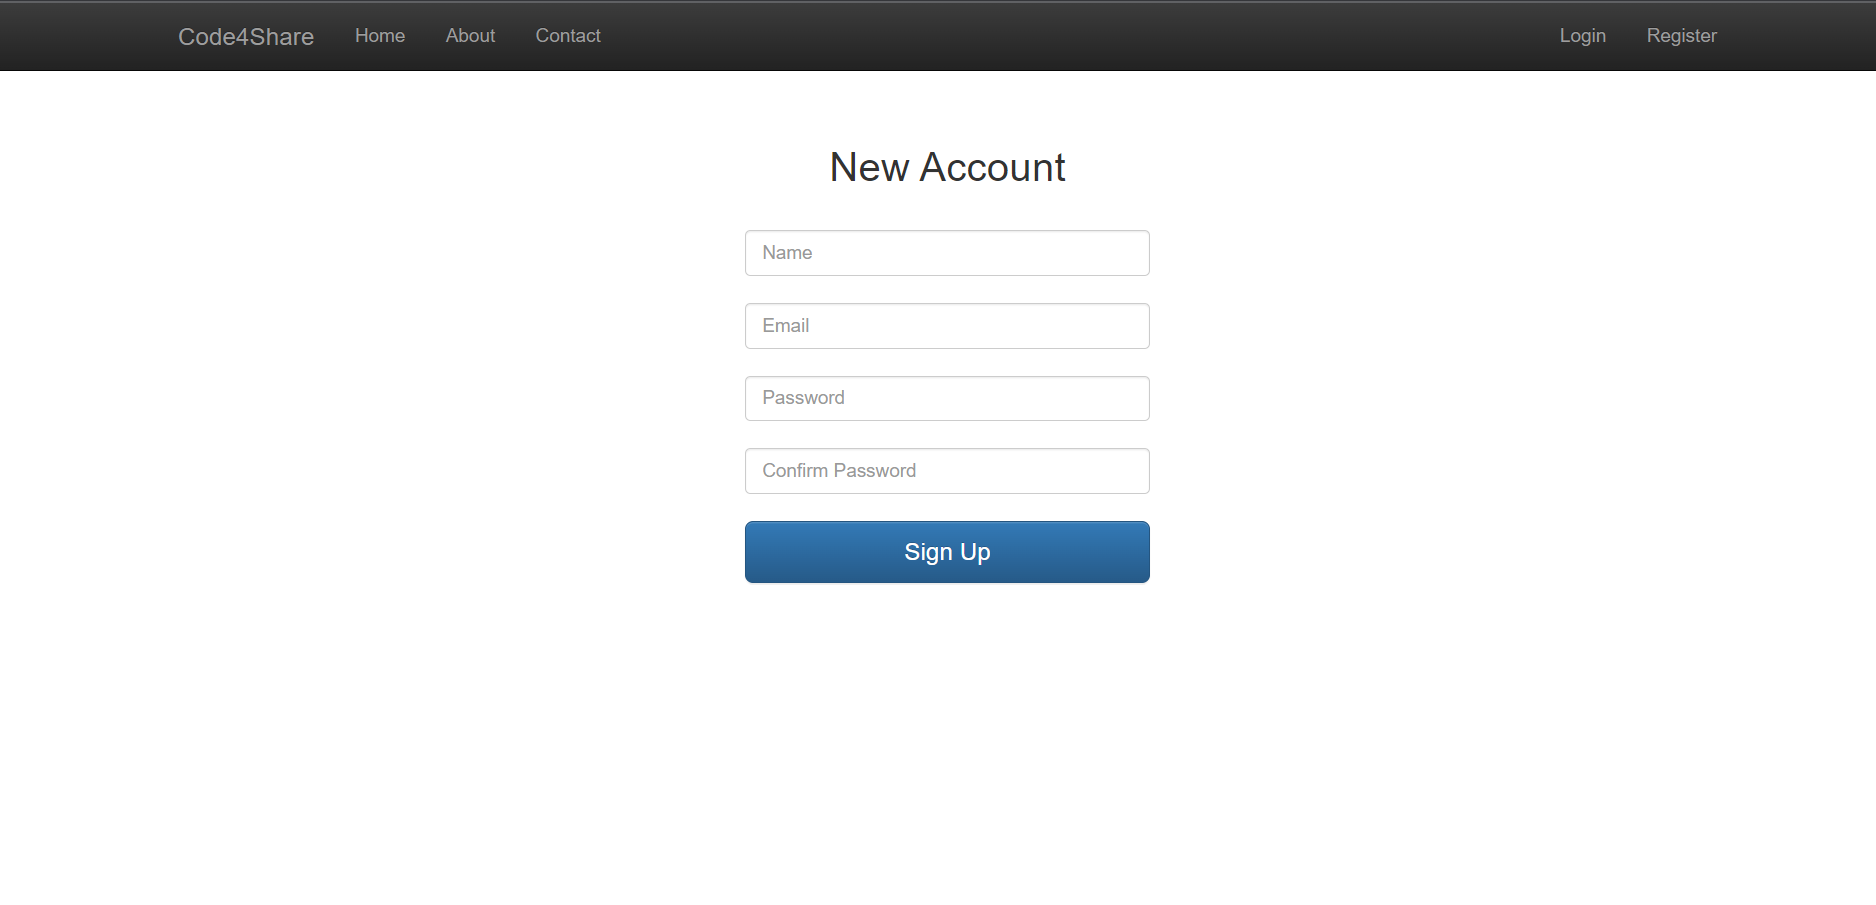 Code4Share Home About Contact Login Register
New Account
Name
Email
Password
Confirm Password
Sign Up